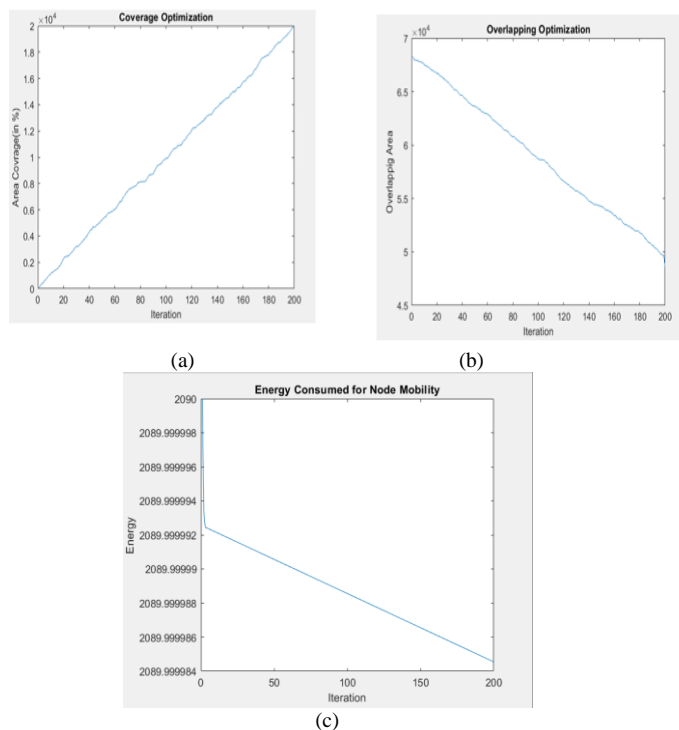 Coverage Optimization
×10⁴
2
1.8
1.6
1.4
1.2
1
0.8
0.6
0.4
0.2
0
Area Covrage(in %)
0 20 40 60 80 100 120 140 160 180 200
Iteration
(a)
Overlapping Optimization
×10⁴
7
6.5
6
5.5
5
4.5
Overlappig Area
0 20 40 60 80 100 120 140 160 180 200
Iteration
(b)
Energy Consumed for Node Mobility
2090
2089.999998
2089.999996
2089.999994
2089.999992
2089.99999
2089.999988
2089.999986
2089.999984
Energy
0 50 100 150 200
Iteration
(c)